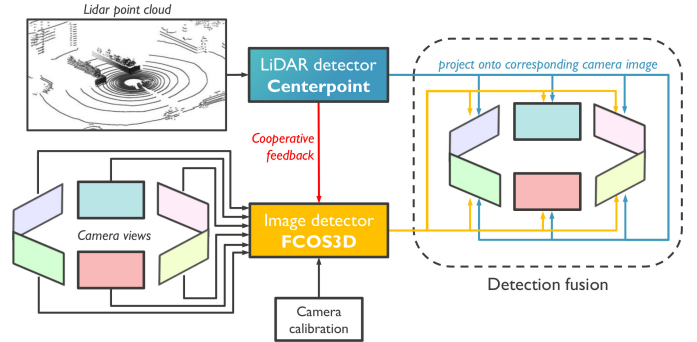 Lidar point cloud
LiDAR detector
Centerpoint
project onto corresponding camera image
Cooperative
feedback
Camera views
Image detector
FCOS3D
Detection fusion
Camera
calibration